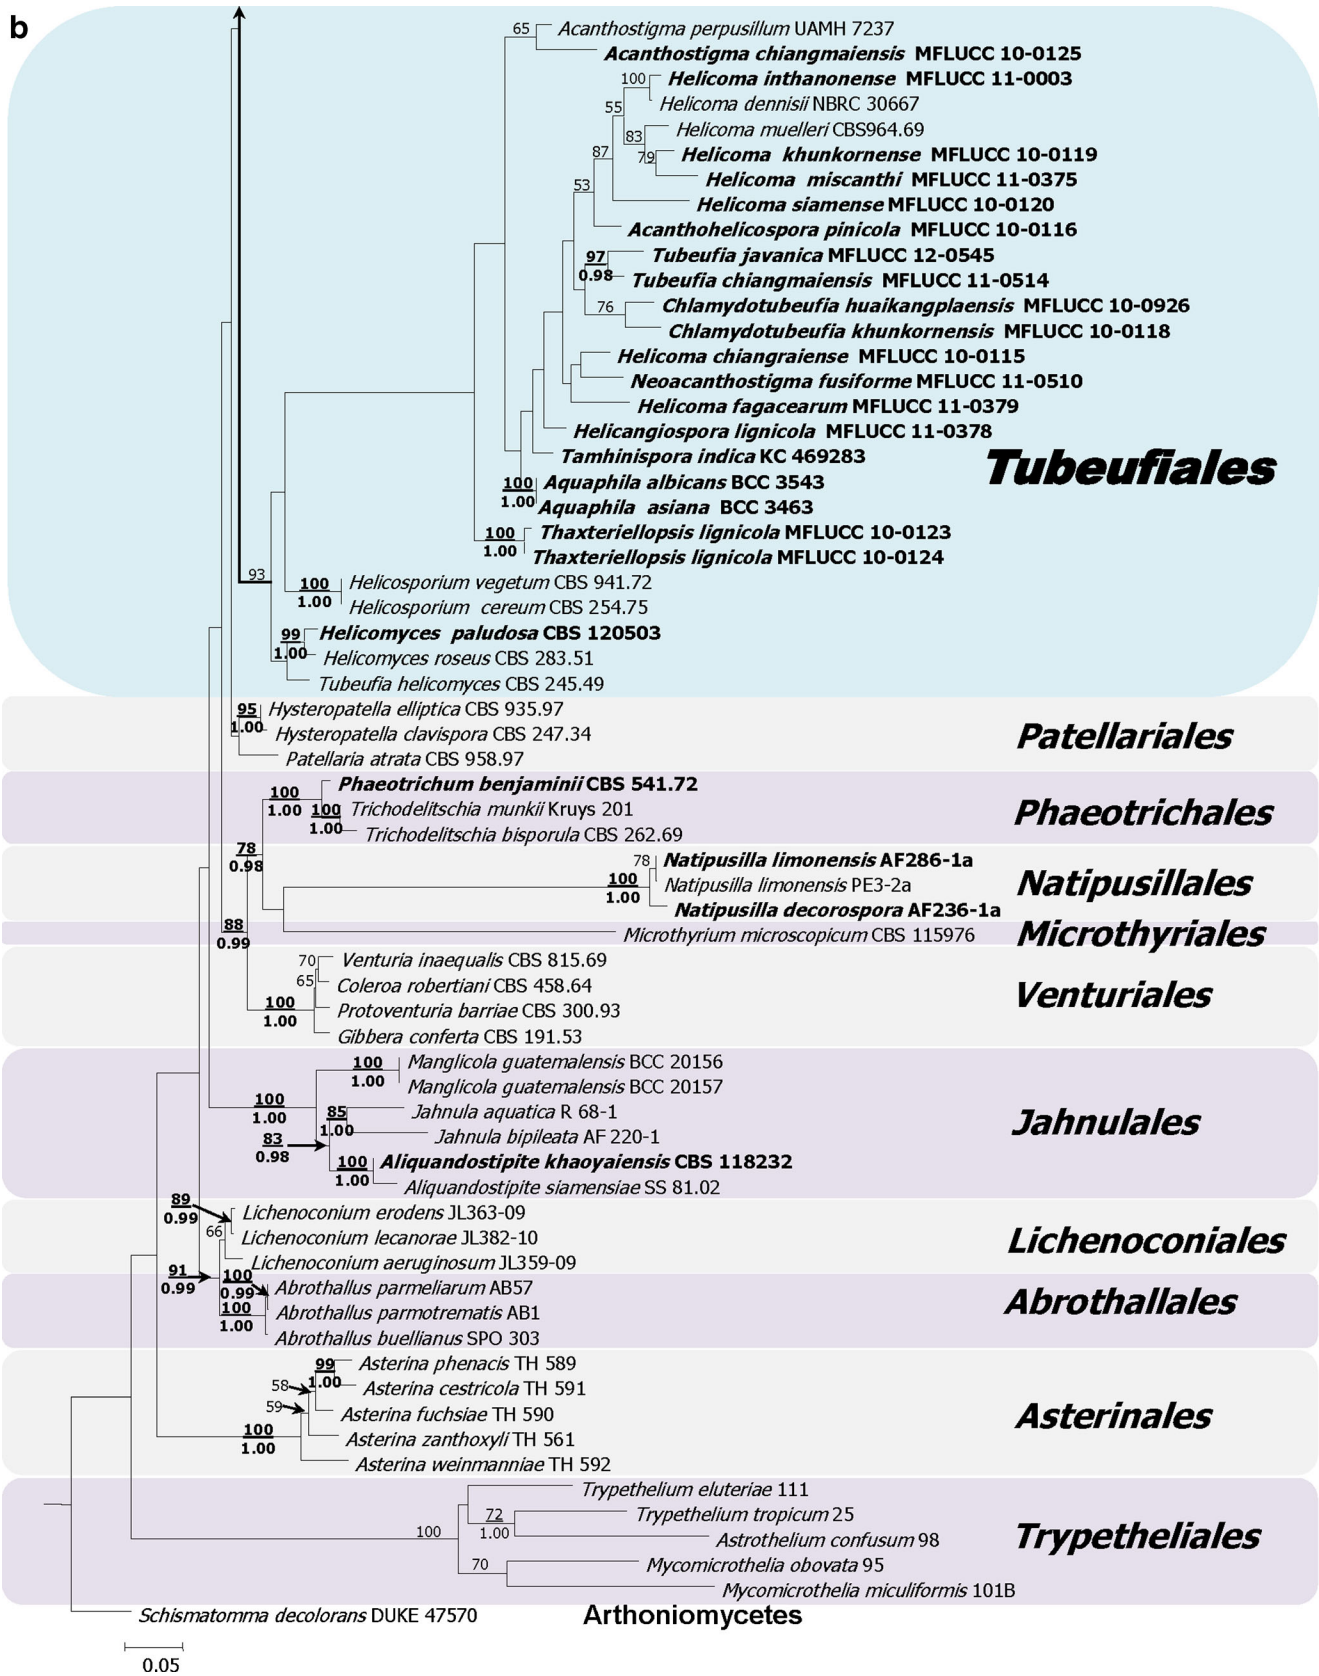 b
65
Acanthostigma perpusillum UAMH 7237
Acanthostigma chiangmaiensis MFLUCC 10-0125
100
Helicoma inthanonense MFLUCC 11-0003
Helicoma dennisii NBRC 30667
55
Helicoma muelleri CBS964.69
83
Helicoma khunkornense MFLUCC 10-0119
87
79
Helicoma miscanthi MFLUCC 11-0375
53
Helicoma siamense MFLUCC 10-0120
Acanthohelicospora pinicola MFLUCC 10-0116
Tubeufia javanica MFLUCC 12-0545
97
0.98
Tubeufia chiangmaiensis MFLUCC 11-0514
Chlamydotubeufia huaikangplaensis MFLUCC 10-0926
76
Chlamydotubeufia khunkornensis MFLUCC 10-0118
Helicoma chiangraiense MFLUCC 10-0115
Neoacanthostigma fusiforme MFLUCC 11-0510
Helicoma fagacearum MFLUCC 11-0379
Helicangiospora lignicola MFLUCC 11-0378
Tamhinispora indica KC 469283
Tubeufiales
100
1.00
Aquaphila albicans BCC 3543
Aquaphila asiana BCC 3463
100
1.00
Thaxteriellopsis lignicola MFLUCC 10-0123
Thaxteriellopsis lignicola MFLUCC 10-0124
93
100
1.00
Helicosporium vegetum CBS 941.72
Helicosporium cereum CBS 254.75
99
1.00
Helicomyces paludosa CBS 120503
Helicomyces roseus CBS 283.51
Tubeufia helicomyces CBS 245.49
95
1.00
Hysteropatella elliptica CBS 935.97
Hysteropatella clavispora CBS 247.34
Patellaria atrata CBS 958.97
Patellariales
Phaeotrichum benjaminii CBS 541.72
100
1.00
100
1.00
Trichodelitschia munkii Kruys 201
Trichodelitschia bisporula CBS 262.69
Phaeotrichales
78
0.98
78
Natipusilla limonensis AF286-1a
Natipusilla limonensis PE3-2a
100
1.00
Natipusilla decorospora AF236-1a
Natipusillales
88
0.99
Microthyrium microscopicum CBS 115976
Microthyriales
70
Venturia inaequalis CBS 815.69
65
Coleroa robertiani CBS 458.64
100
1.00
Protoventuria barriae CBS 300.93
Gibbera conferta CBS 191.53
Venturiales
100
1.00
Manglicola guatemalensis BCC 20156
Manglicola guatemalensis BCC 20157
100
1.00
85
1.00
Jahnula aquatica R 68-1
Jahnula bipileata AF 220-1
83
0.98
100
1.00
Aliquandostipite khaoyaiensis CBS 118232
Aliquandostipite siamensiae SS 81.02
Jahnulales
89
0.99
Lichenoconium erodens JL363-09
66
Lichenoconium lecanorae JL382-10
Lichenoconium aeruginosum JL359-09
Lichenoconiales
91
0.99
100
0.99
Abrothallus parmeliarum AB57
100
1.00
Abrothallus parmotrematis AB1
Abrothallus buellianus SPO 303
Abrothallales
99
1.00
Asterina phenacis TH 589
58
Asterina cestricola TH 591
59
Asterina fuchsiae TH 590
100
1.00
Asterina zanthoxyli TH 561
Asterina weinmanniae TH 592
Asterinales
Trypethelium eluteriae 111
72
1.00
Trypethelium tropicum 25
100
Astrothelium confusum 98
70
Mycomicrothelia obovata 95
Mycomicrothelia miculiformis 101B
Trypetheliales
Schismatomma decolorans DUKE 47570
Arthoniomycetes
0.05